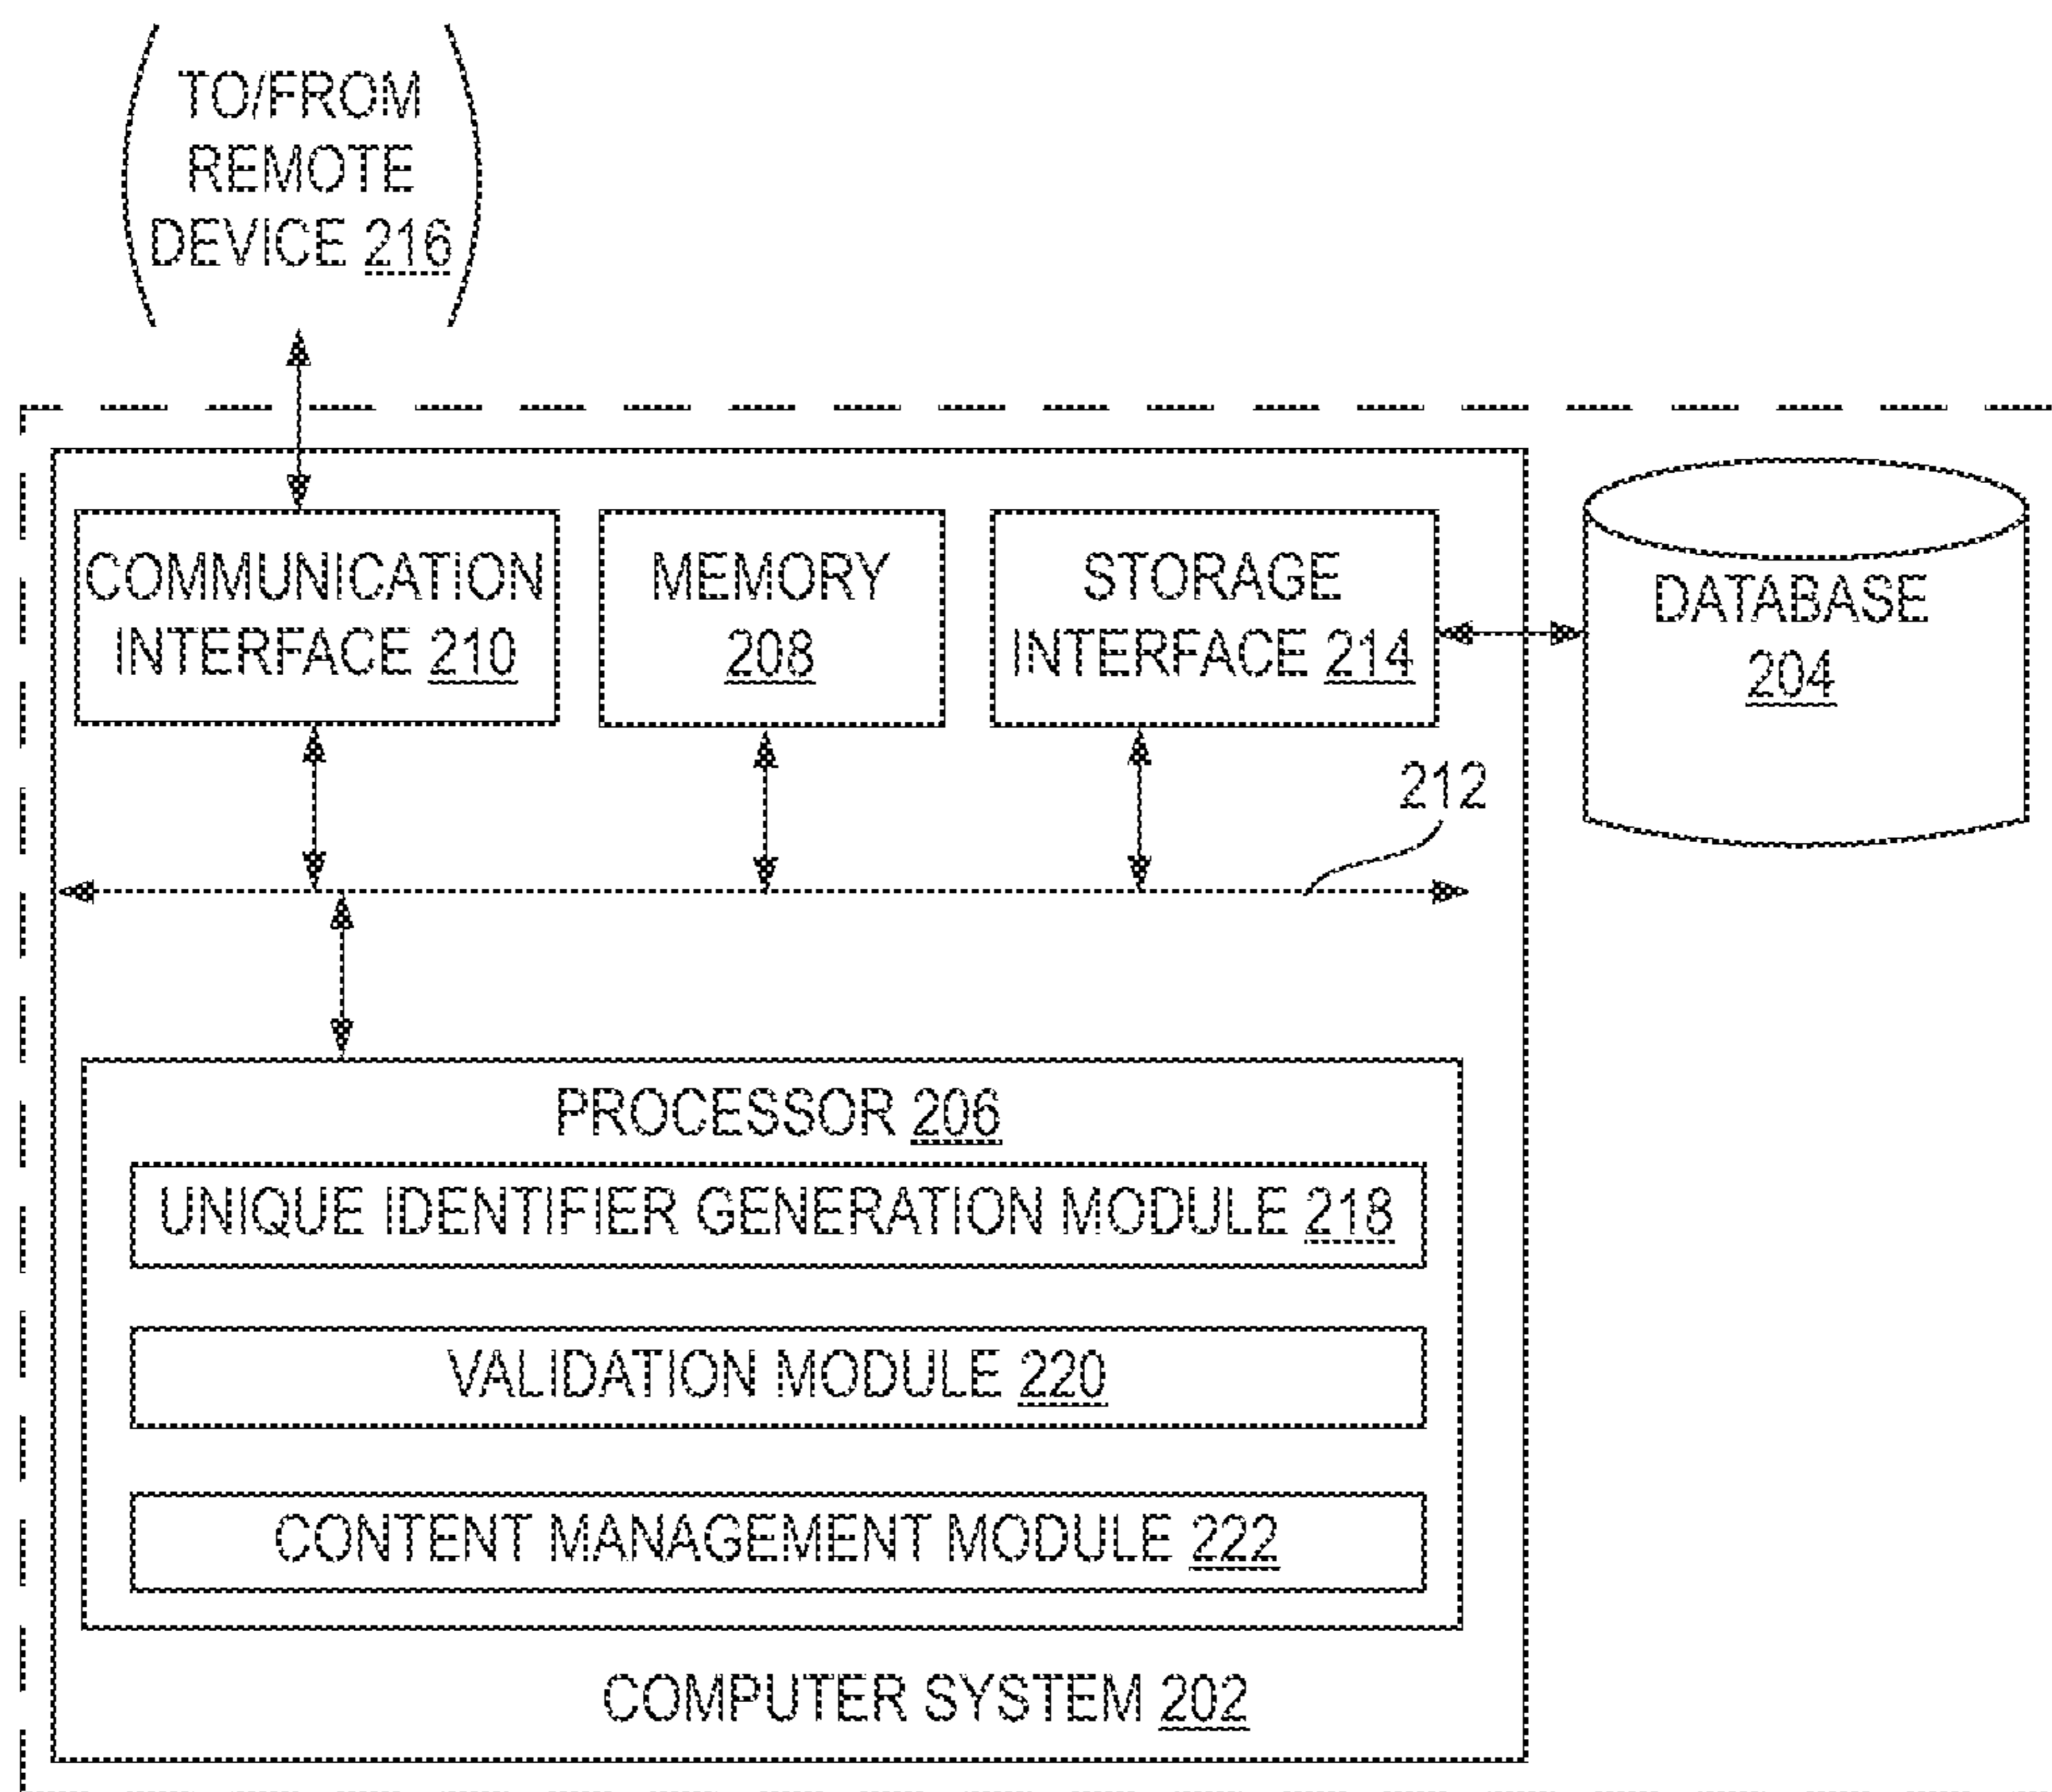 TO/FROM
REMOTE
DEVICE 216
COMMUNICATION
INTERFACE 210
MEMORY
208
STORAGE
INTERFACE 214
DATABASE
204
212
PROCESSOR 206
UNIQUE IDENTIFIER GENERATION MODULE 218
VALIDATION MODULE 220
CONTENT MANAGEMENT MODULE 222
COMPUTER SYSTEM 202